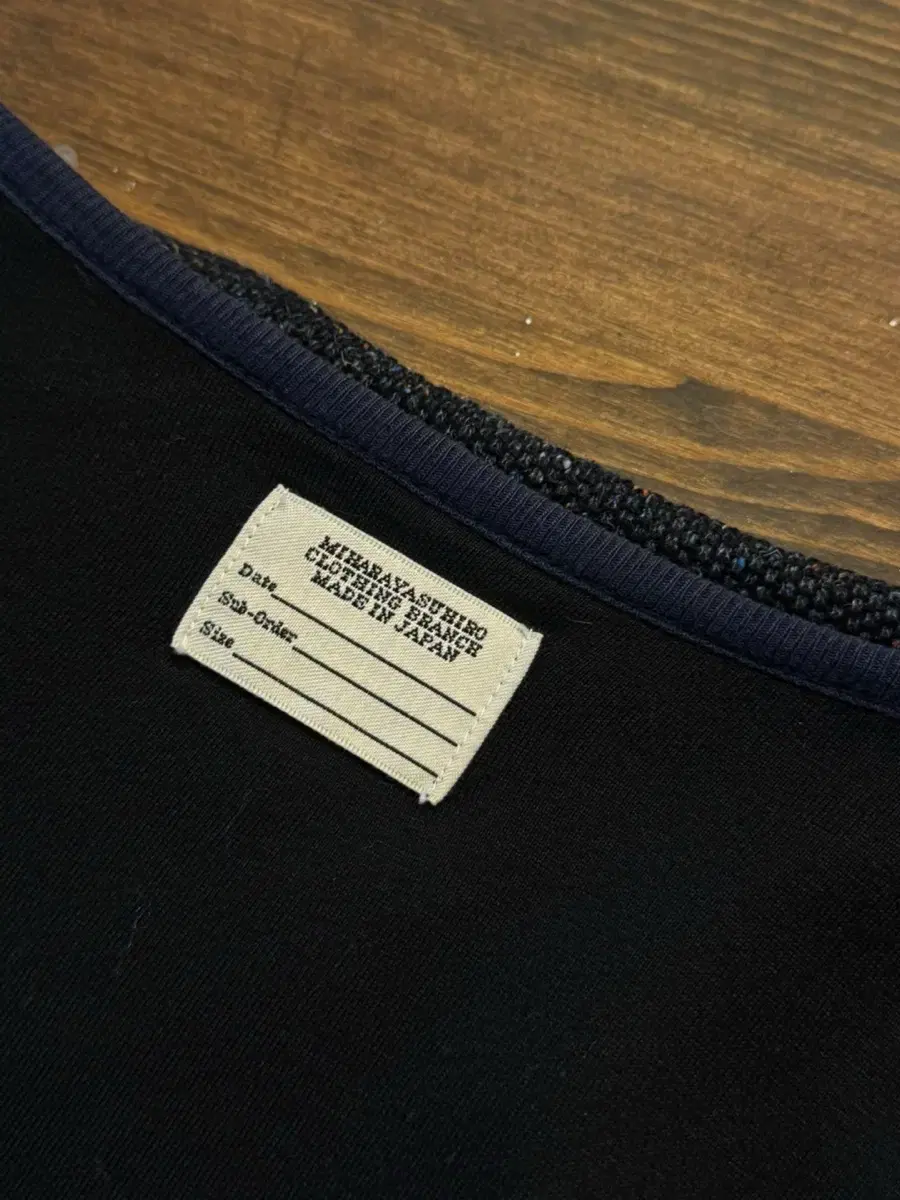 MIHARAYASUHIRO
CLOTHING BRANCH
MADE IN JAPAN
Date
Sub-Order
Size